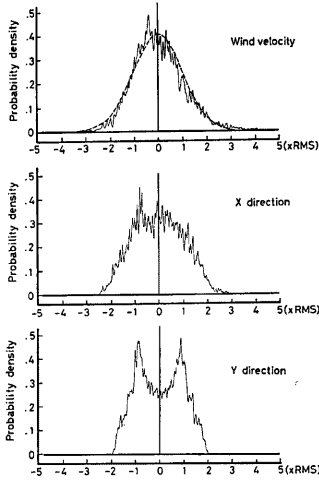 Probability density
.5
.4
.3
.2
.1
0
Wind velocity
-5 -4 -3 -2 -1 0 1 2 3 4 5(xRMS)
Probability density
.5
.4
.3
.2
.1
0
X direction
-5 -4 -3 -2 -1 0 1 2 3 4 5(xRMS)
Probability density
.5
.4
.3
.2
.1
0
Y direction
-5 -4 -3 -2 -1 0 1 2 3 4 5(xRMS)